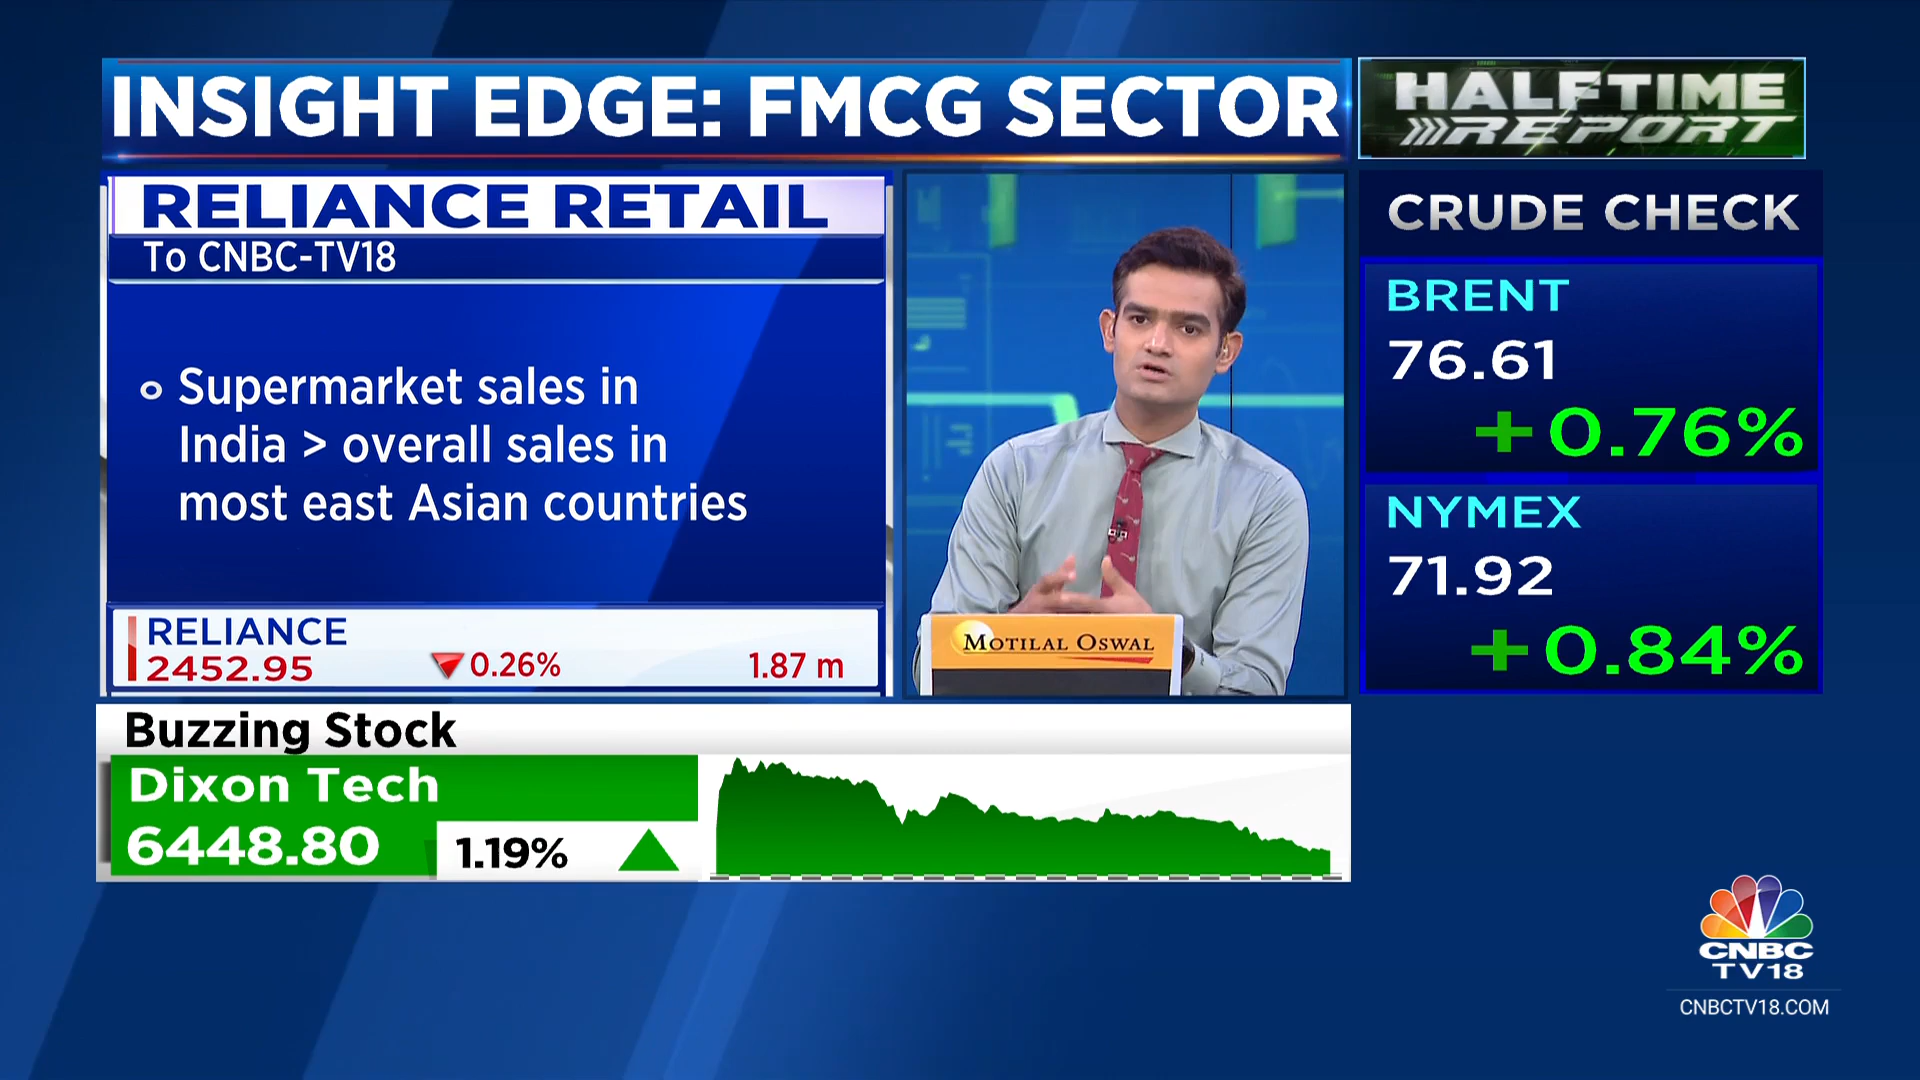 INSIGHT EDGE: FMCG SECTOR
HALFTIME
REPORT
RELIANCE RETAIL
To CNBC-TV18
Supermarket sales in
India > overall sales in
most east Asian countries
RELIANCE
2452.95 0.26% 1.87 m
MOTILAL OSWAL
CRUDE CHECK
BRENT
76.61
+0.76%
NYMEX
71.92
+0.84%
Buzzing Stock
Dixon Tech
6448.80 1.19%
CNBC
TV18
CNBCTV18.COM